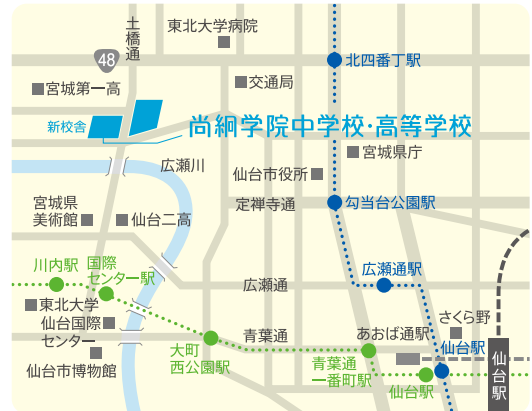 土橋通
東北大学病院
48
北四番丁駅
宮城第一高
交通局
新校舎
尚絅学院中学校・高等学校
宮城県庁
広瀬川
仙台市役所
宮城県
美術館
仙台二高
定禅寺通
勾当台公園駅
川内駅
国際
センター駅
広瀬通駅
広瀬通
東北大学
仙台国際
センター
青葉通
あおば通駅
さくら野
仙台駅
仙台駅
大町
西公園駅
青葉通
一番町駅
仙台市博物館
仙台駅